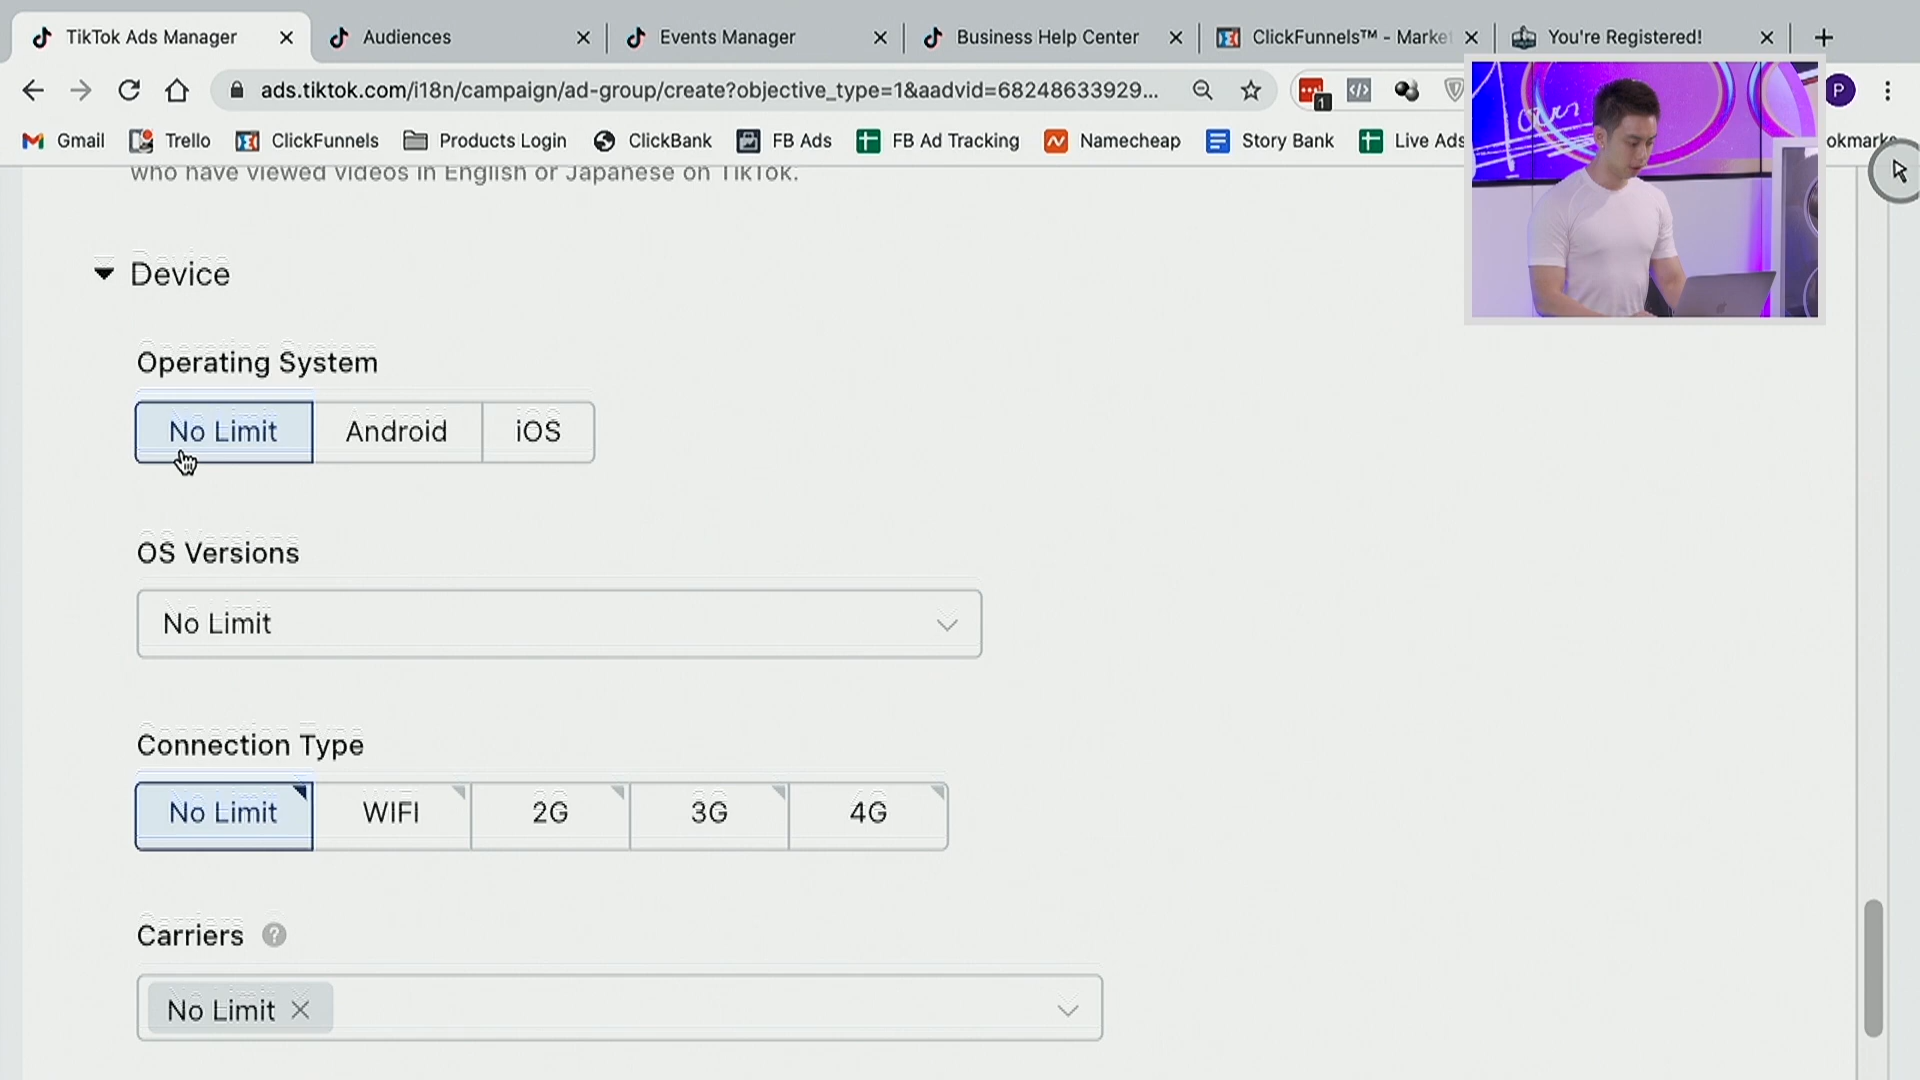 TikTok Ads Manager
Audiences
Events Manager
Business Help Center
ClickFunnels™ - Marke
You're Registered!
ads.tiktok.com/i18n/campaign/ad-group/create?objective_type=1&aadvid=68248633929...
1
P
Gmail
Trello
ClickFunnels
Products Login
ClickBank
FB Ads
FB Ad Tracking
Namecheap
Story Bank
Live Ads
okmarks
who have viewed videos in English or Japanese on TikTok.
Device
Operating System
No Limit
Android
iOS
OS Versions
No Limit
Connection Type
No Limit
WIFI
2G
3G
4G
Carriers ?
No Limit